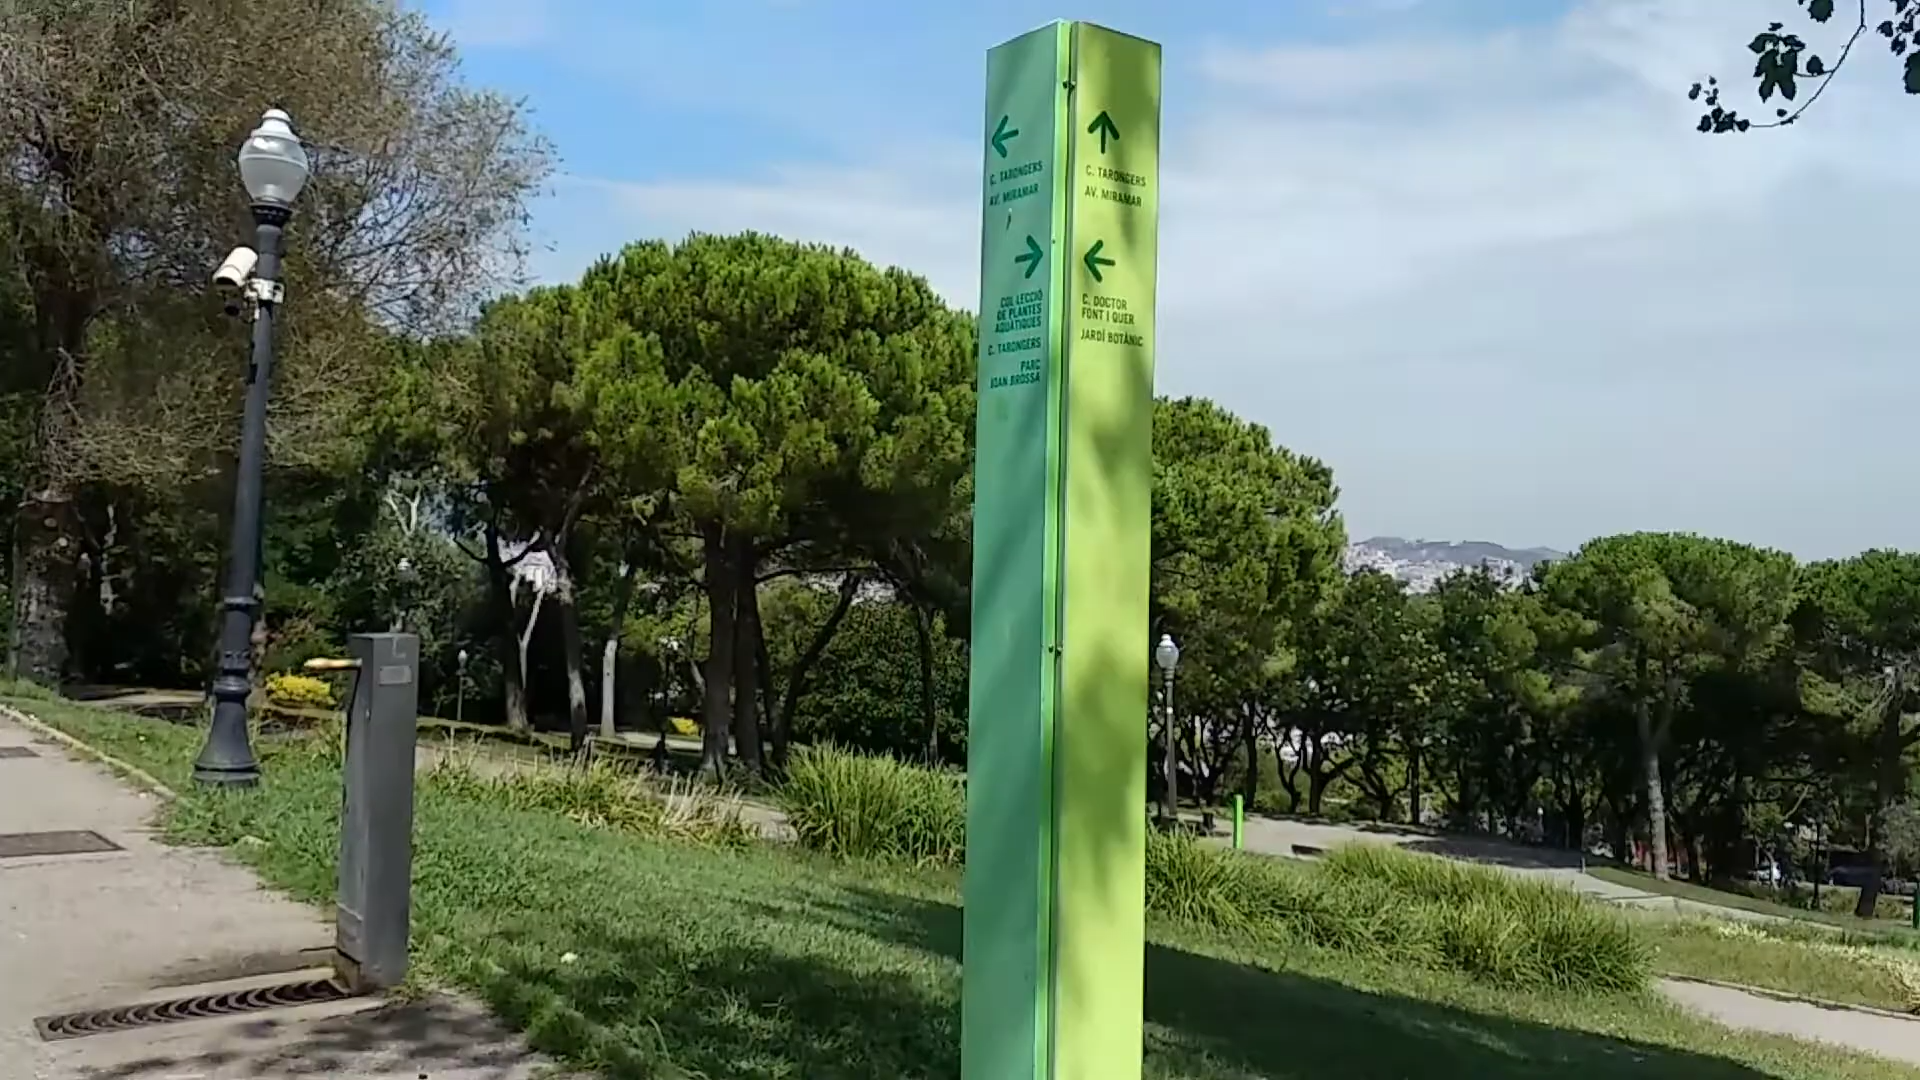 C. TARONGERS
AV. MIRAMAR
COL·LECCIÓ
DE PLANTES
AQUÀTIQUES
C. TARONGERS
PARC
JOAN BROSSA
C. TARONGERS
AV. MIRAMAR
C. DOCTOR
FONT I QUER
JARDÍ BOTÀNIC